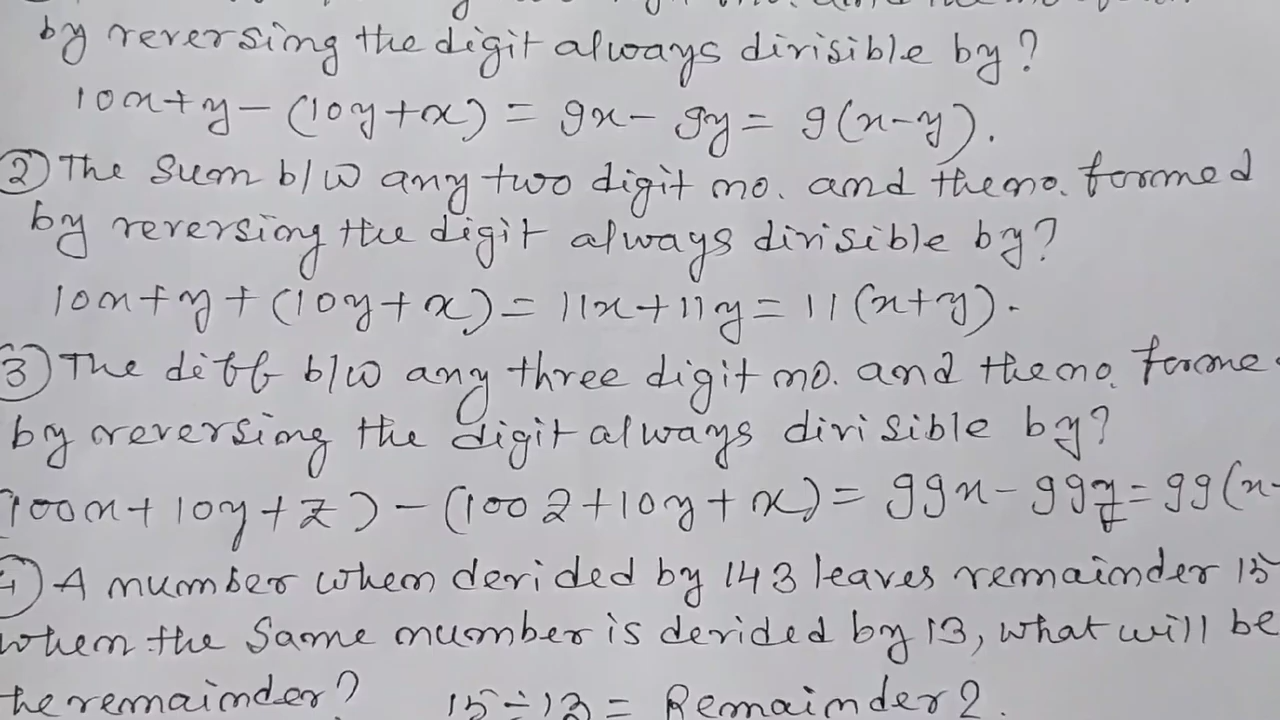 by reversing the digit always divisible by?
10x+y-(10y+x) = 9x-9y= 9(x-y).
② The Sum b/w any two digit no. and the no. formed
by reversing the digit always divisible by?
10x+y+(10y+x)=11x+11y=11(x+y).
③ The diff b/w any three digit no. and the no. forme
by reversing the digit always divisible by?
(100x+10y+z)-(100z+10y+x)=99x-99z=99(x-
④ A number when derided by 143 leaves remainder 15
when the Same number is derided by 13, what will be
the remainder? 15÷13 = Remainder 2.